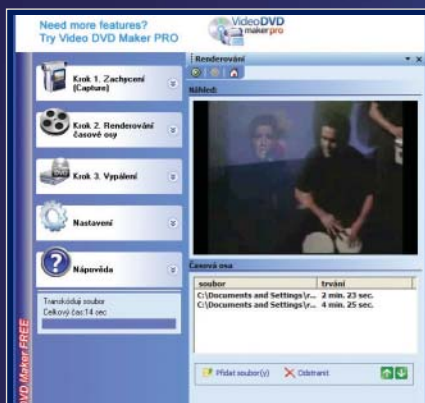 Need more features?
Try Video DVD Maker PRO
VideoDVD
makerpro
Krok 1. Zachycení
(Capture)
Krok 2. Renderování
časové osy
Krok 3. Vypálení
Nastavení
Nápověda
Transkóduji soubor
Celkový čas:14 sec
DVD Maker FREE
Renderování
Náhled:
Časová osa
soubor trvání
C:\Documents and Settings\r... 2 min. 23 sec.
C:\Documents and Settings\r... 4 min. 25 sec.
Přidat soubor(y) Odstranit